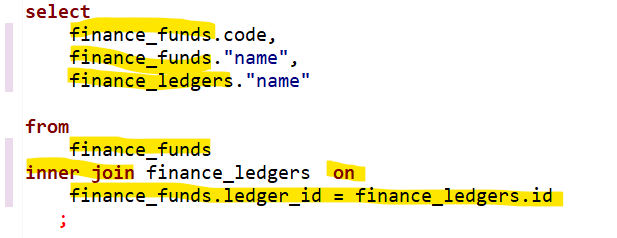 select
finance_funds.code,
finance_funds."name",
finance_ledgers."name"
from
finance_funds
inner join finance_ledgers on
finance_funds.ledger_id = finance_ledgers.id
;